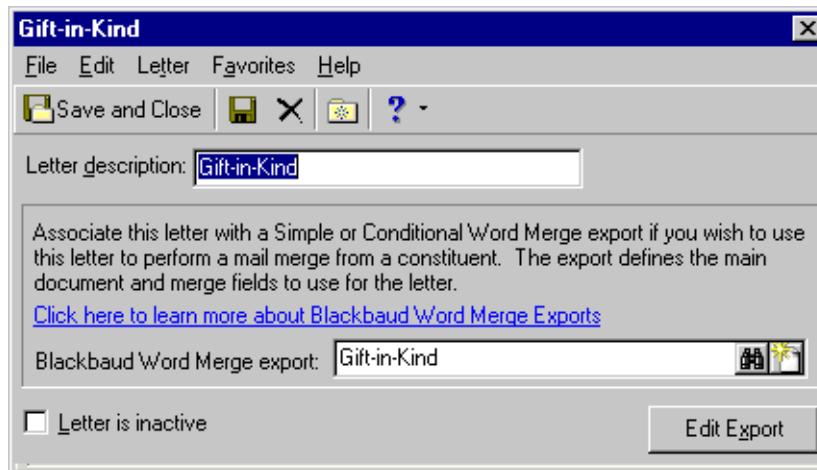 Gift-in-Kind
File Edit Letter Favorites Help
Save and Close ?
Letter description: Gift-in-Kind
Associate this letter with a Simple or Conditional Word Merge export if you wish to use
this letter to perform a mail merge from a constituent. The export defines the main
document and merge fields to use for the letter.
Click here to learn more about Blackbaud Word Merge Exports
Blackbaud Word Merge export: Gift-in-Kind
Letter is inactive
Edit Export